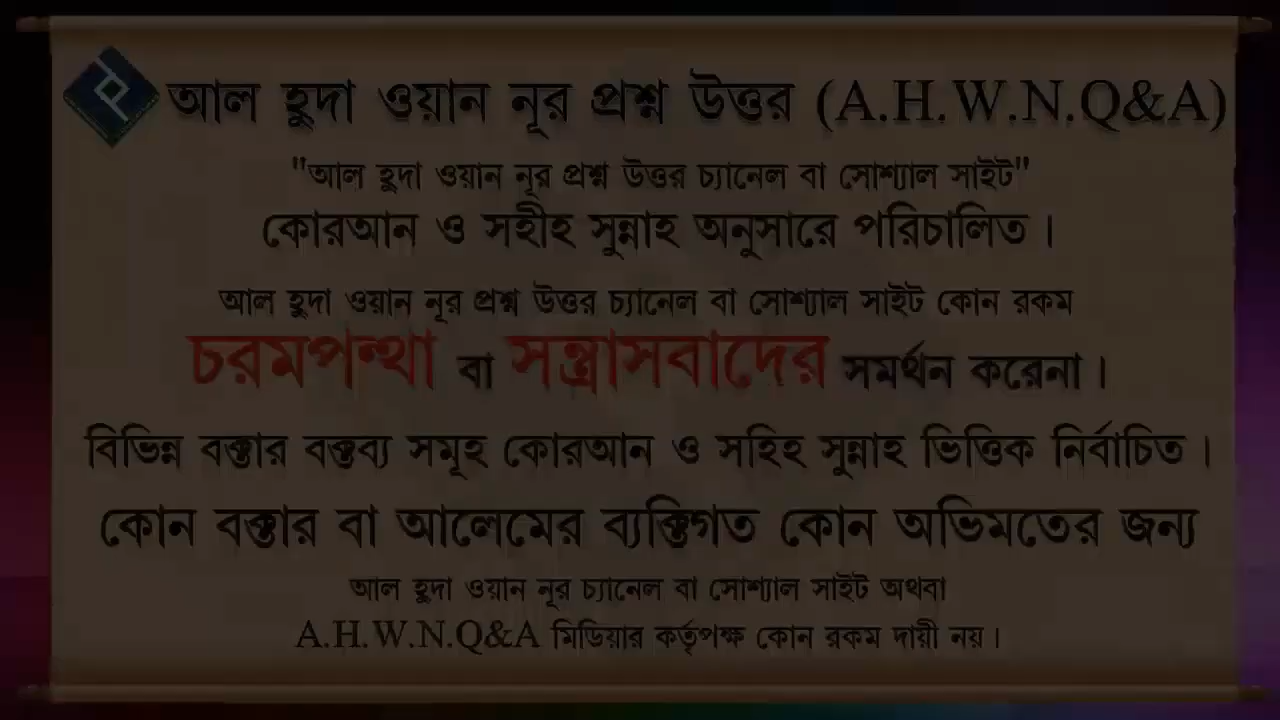 আল হুদা ওয়ান নূর প্রশ্ন উত্তর (A.H.W.N.Q&A)
"আল হুদা ওয়ান নূর প্রশ্ন উত্তর চ্যানেল বা সোশ্যাল সাইট"
কোরআন ও সহীহ সুন্নাহ অনুসারে পরিচালিত।
আল হুদা ওয়ান নূর প্রশ্ন উত্তর চ্যানেল বা সোশ্যাল সাইট কোন রকম
চরমপন্থা বা সন্ত্রাসবাদের সমর্থন করেনা।
বিভিন্ন বক্তার বক্তব্য সমূহ কোরআন ও সহিহ সুন্নাহ ভিত্তিক নির্বাচিত।
কোন বক্তার বা আলেমের ব্যক্তিগত কোন অভিমতের জন্য
আল হুদা ওয়ান নূর চ্যানেল বা সোশ্যাল সাইট অথবা
A.H.W.N.Q&A মিডিয়ার কর্তৃপক্ষ কোন রকম দায়ী নয়।